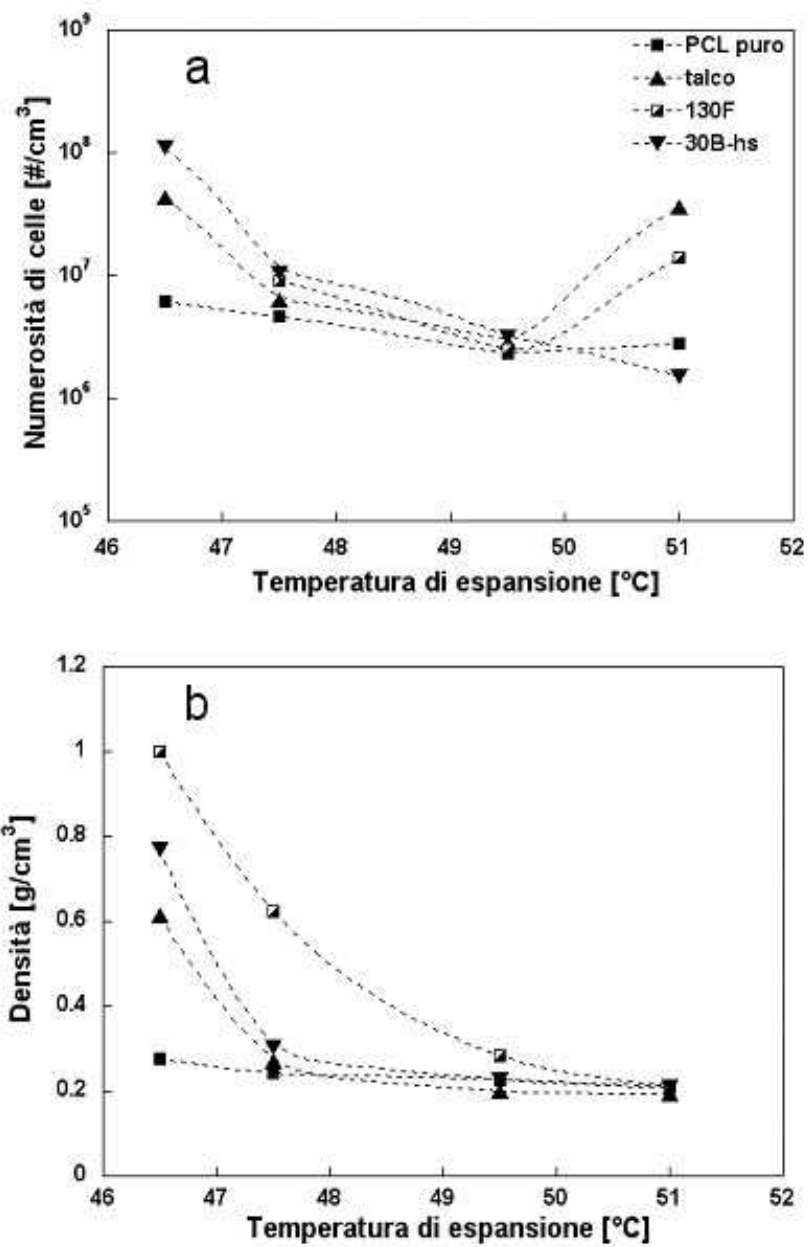 a
PCL puro
talco
130F
30B-hs
Numerosità di celle [#/cm³]
10⁹
10⁸
10⁷
10⁶
10⁵
46 47 48 49 50 51 52
Temperatura di espansione [°C]
b
Densità [g/cm³]
1.2
1
0.8
0.6
0.4
0.2
0
46 47 48 49 50 51 52
Temperatura di espansione [°C]